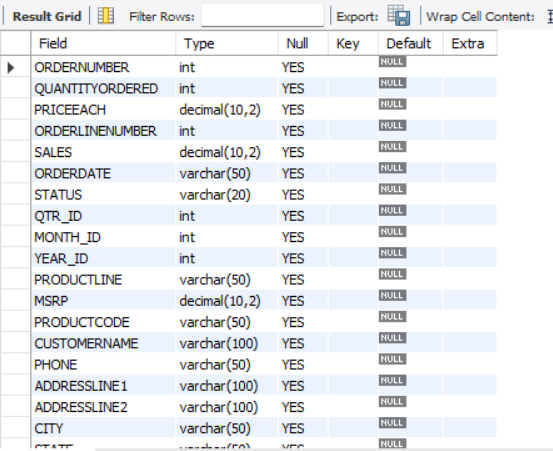 Result Grid Filter Rows: Export: Wrap Cell Content:
Field Type Null Key Default Extra
ORDERNUMBER int YES NULL
QUANTITYORDERED int YES NULL
PRICEEACH decimal(10,2) YES NULL
ORDERLINENUMBER int YES NULL
SALES decimal(10,2) YES NULL
ORDERDATE varchar(50) YES NULL
STATUS varchar(20) YES NULL
QTR_ID int YES NULL
MONTH_ID int YES NULL
YEAR_ID int YES NULL
PRODUCTLINE varchar(50) YES NULL
MSRP decimal(10,2) YES NULL
PRODUCTCODE varchar(50) YES NULL
CUSTOMERNAME varchar(100) YES NULL
PHONE varchar(50) YES NULL
ADDRESSLINE1 varchar(100) YES NULL
ADDRESSLINE2 varchar(100) YES NULL
CITY varchar(50) YES NULL
STATE varchar(50) YES NULL